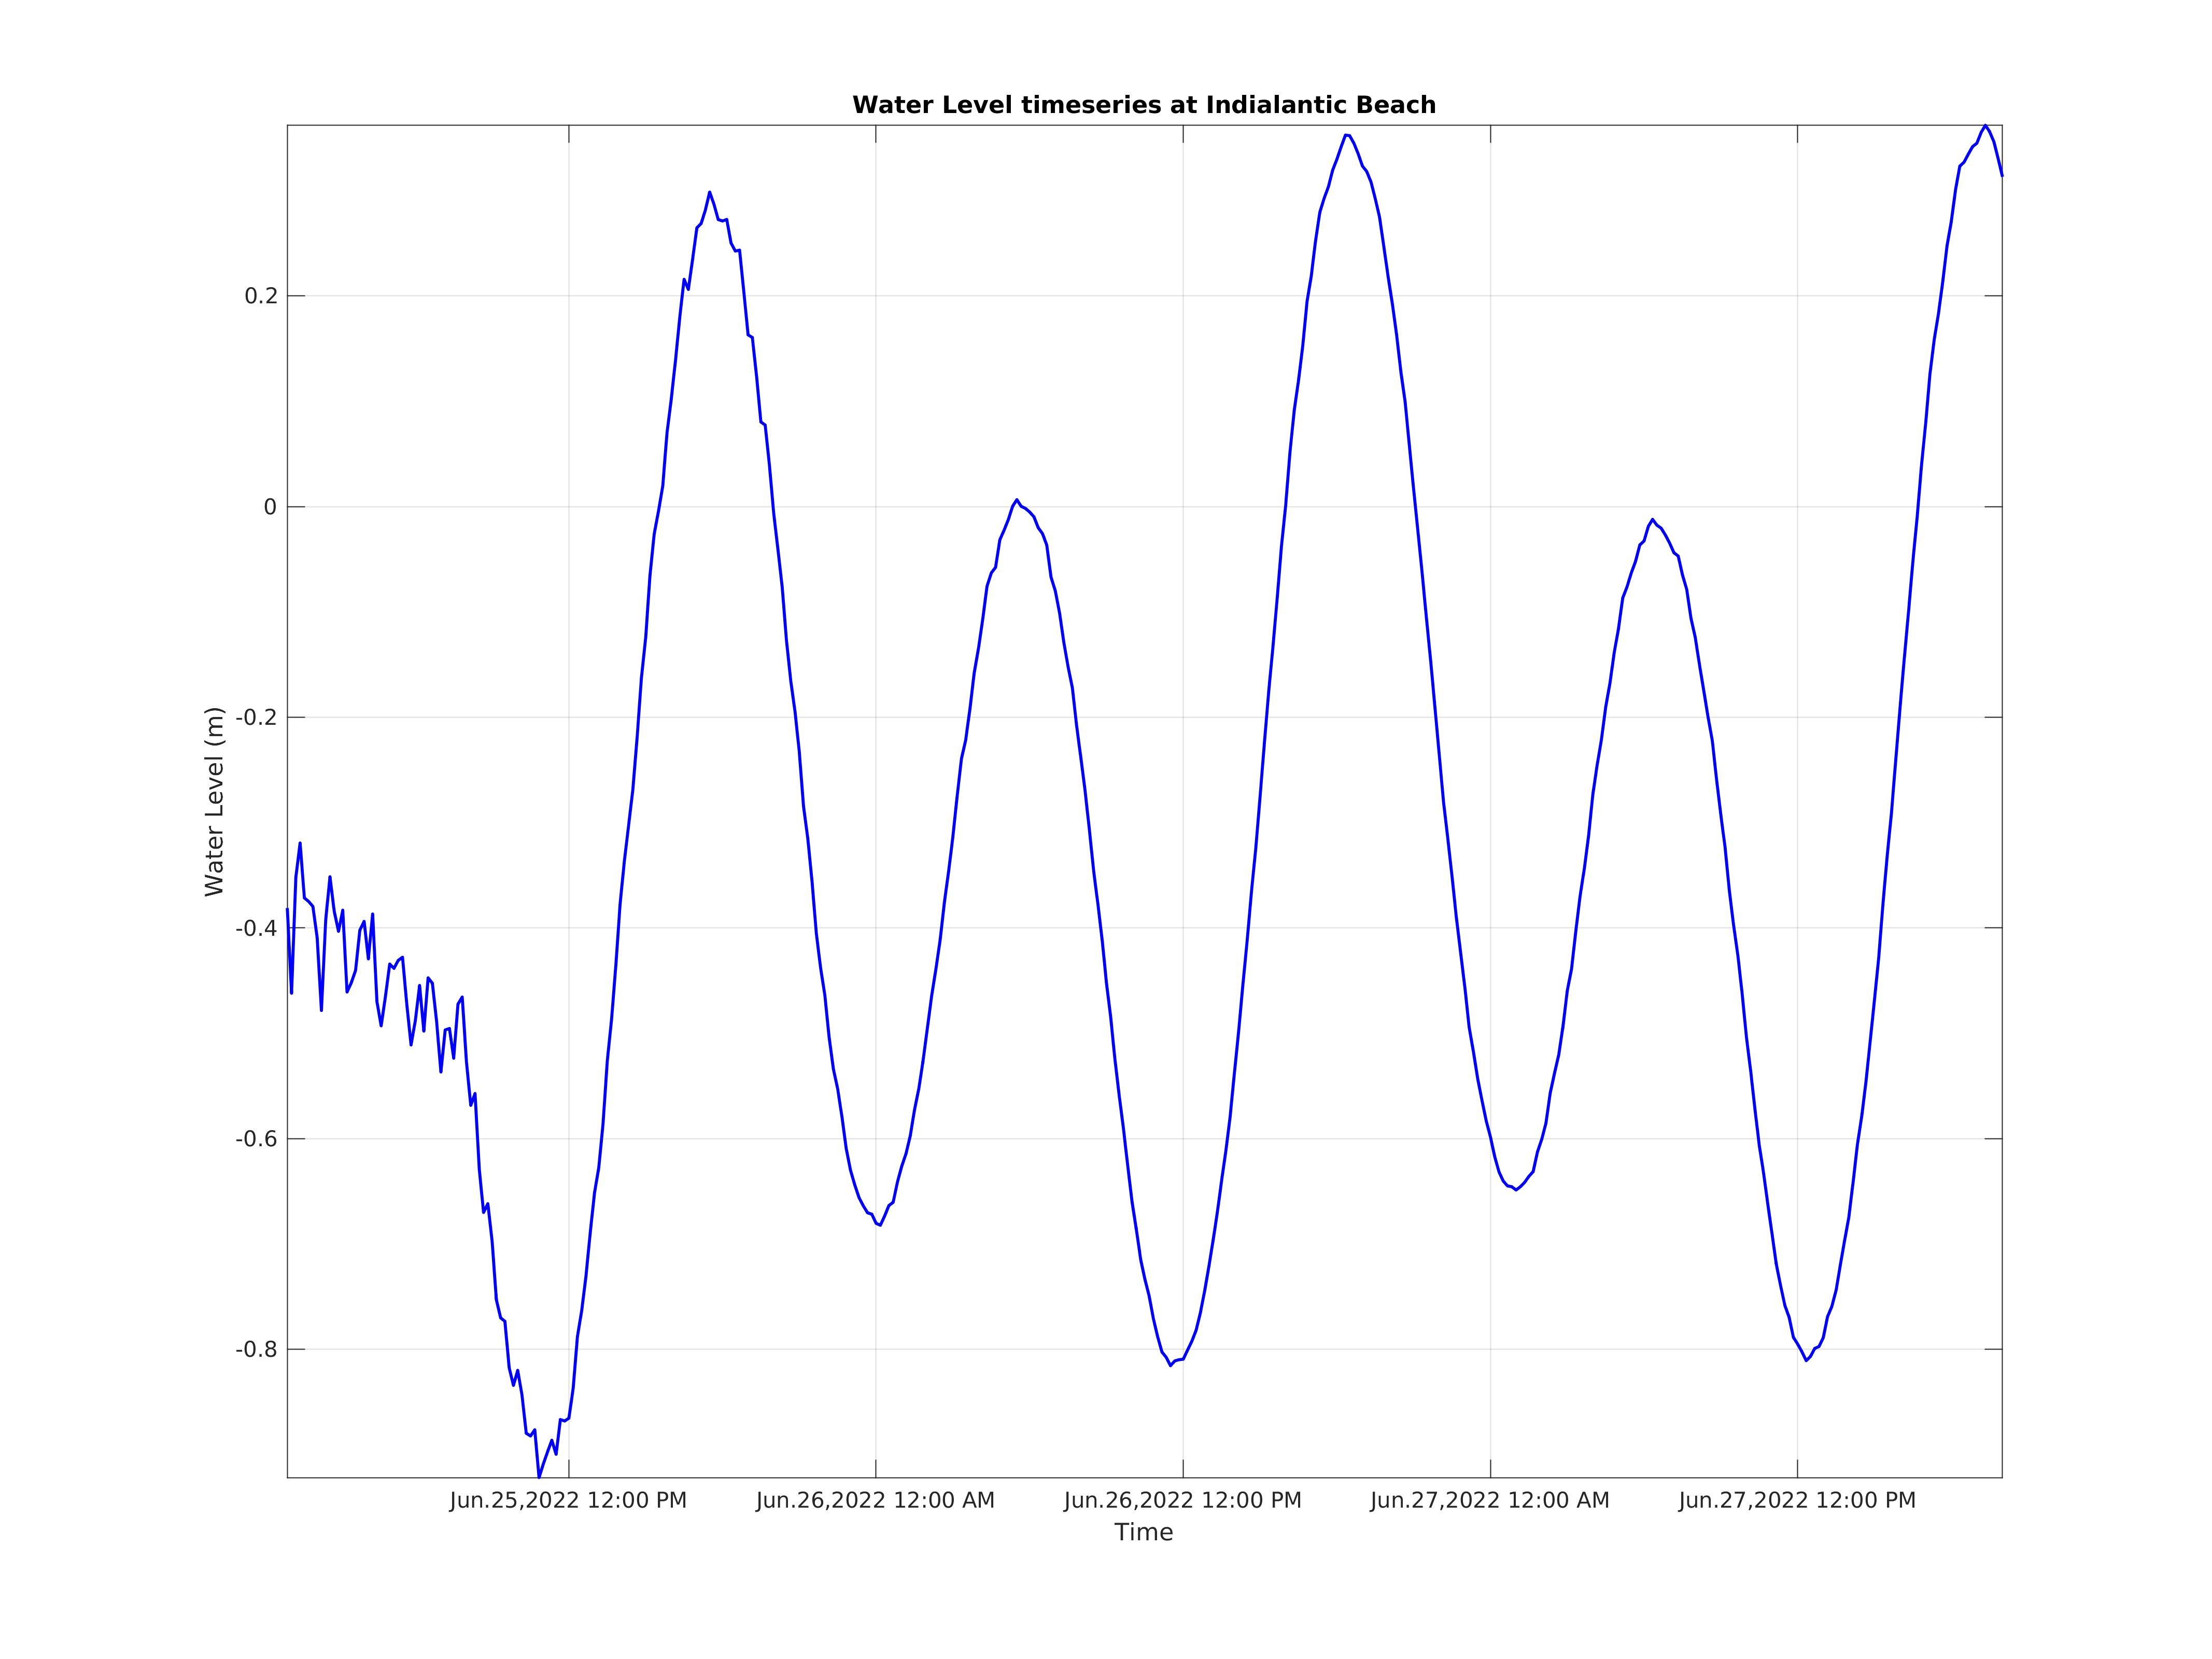 Water Level timeseries at Indialantic Beach
Water Level (m)
0.2
0
-0.2
-0.4
-0.6
-0.8
Jun.25,2022 12:00 PM
Jun.26,2022 12:00 AM
Jun.26,2022 12:00 PM
Jun.27,2022 12:00 AM
Jun.27,2022 12:00 PM
Time